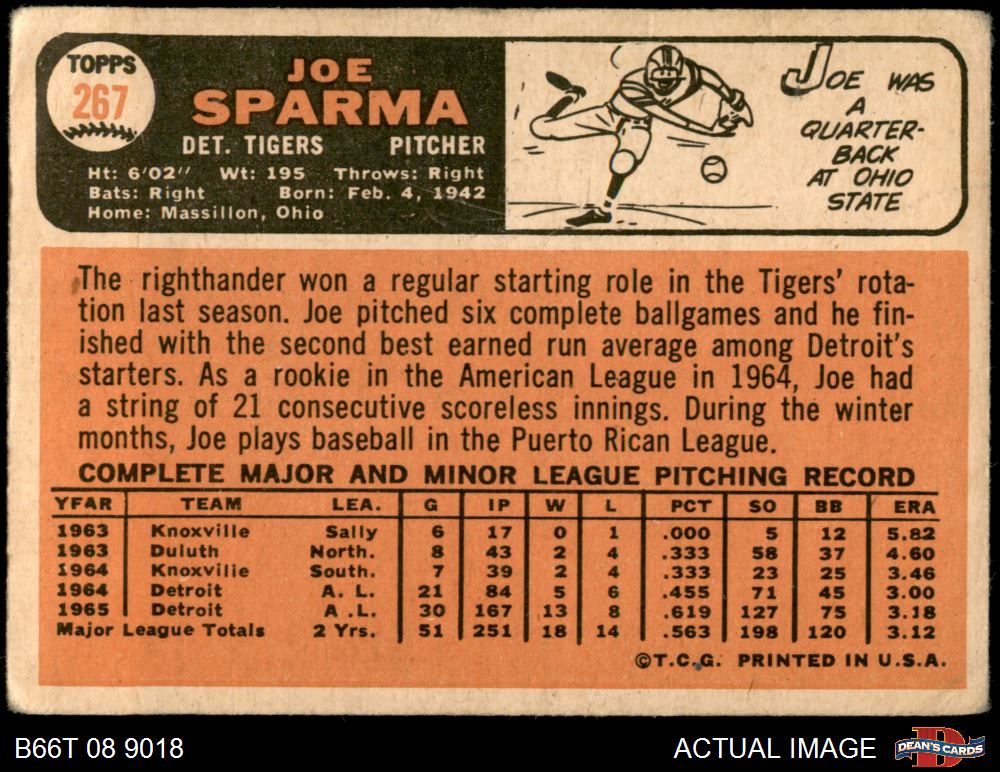 TOPPS
267
JOE
SPARMA
DET. TIGERS PITCHER
Ht: 6'02" Wt: 195 Throws: Right
Bats: Right Born: Feb. 4, 1942
Home: Massillon, Ohio
JOE WAS
A
QUARTER-
BACK
AT OHIO
STATE
The righthander won a regular starting role in the Tigers' rota-
tion last season. Joe pitched six complete ballgames and he fin-
ished with the second best earned run average among Detroit's
starters. As a rookie in the American League in 1964, Joe had
a string of 21 consecutive scoreless innings. During the winter
months, Joe plays baseball in the Puerto Rican League.
COMPLETE MAJOR AND MINOR LEAGUE PITCHING RECORD
YEAR TEAM LEA. G IP W L PCT SO BB ERA
1963 Knoxville Sally 6 17 0 1 .000 5 12 5.82
1963 Duluth North. 8 43 2 4 .333 58 37 4.60
1964 Knoxville South. 7 39 2 4 .333 23 25 3.46
1964 Detroit A. L. 21 84 5 6 .455 71 45 3.00
1965 Detroit A .L. 30 167 13 8 .619 127 75 3.18
Major League Totals 2 Yrs. 51 251 18 14 .563 198 120 3.12
©T.C.G. PRINTED IN U.S.A.
B66T 08 9018 ACTUAL IMAGE
DEAN'S CARDS